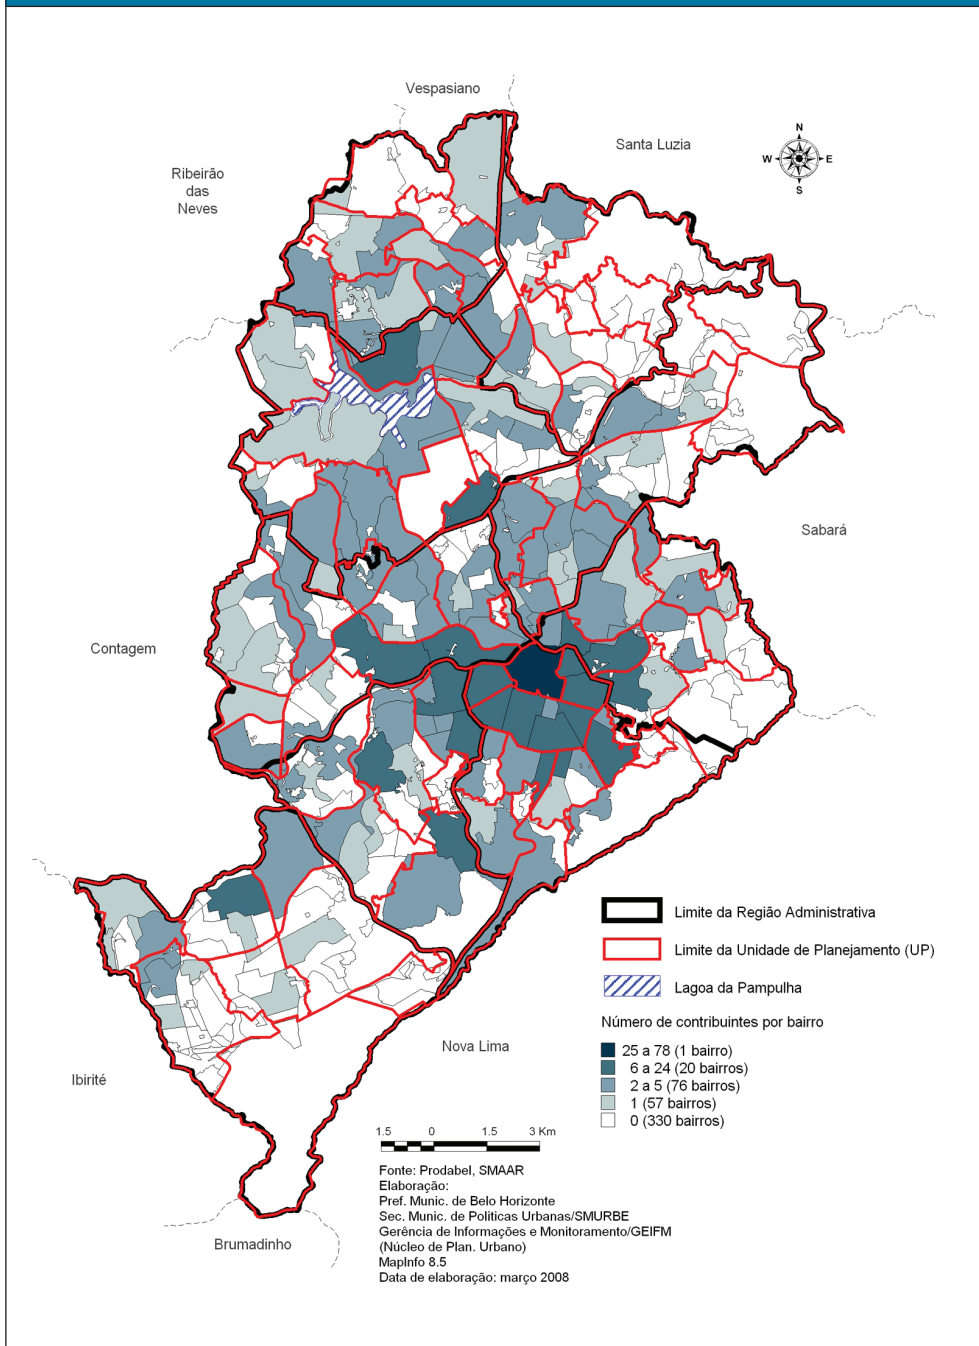 Vespasiano
Santa Luzia
N
W
E
S
Ribeirão
das
Neves
Sabará
Contagem
Limite da Região Administrativa
Limite da Unidade de Planejamento (UP)
Lagoa da Pampulha
Número de contribuintes por bairro
25 a 78 (1 bairro)
6 a 24 (20 bairros)
2 a 5 (76 bairros)
1 (57 bairros)
0 (330 bairros)
Nova Lima
Ibirité
1.5 0 1.5 3 Km
Fonte: Prodabel, SMAAR
Elaboração:
Pref. Munic. de Belo Horizonte
Sec. Munic. de Politicas Urbanas/SMURBE
Gerência de Informações e Monitoramento/GEIFM
(Núcleo de Plan. Urbano)
MapInfo 8.5
Data de elaboração: março 2008
Brumadinho